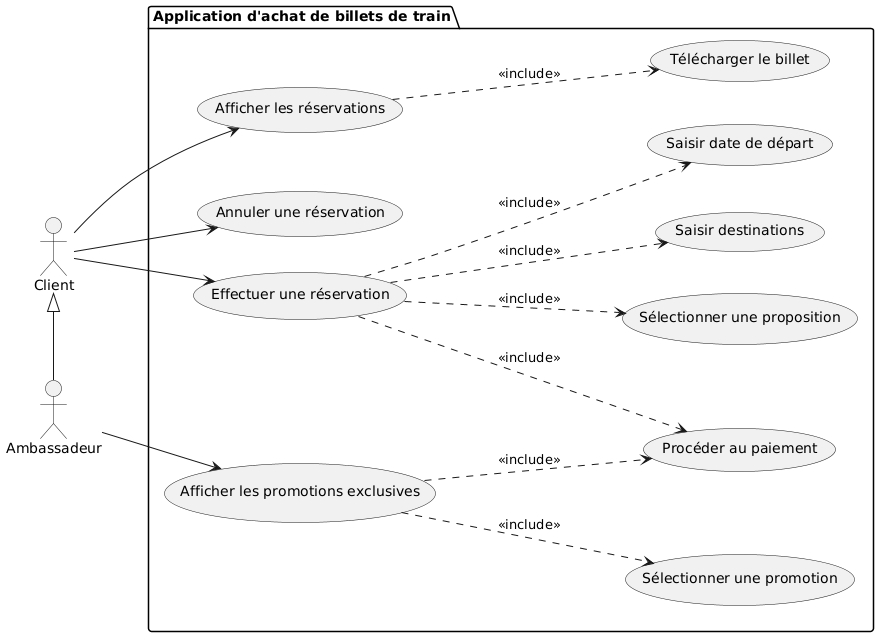 Application d'achat de billets de train
Télécharger le billet
«include»
Afficher les réservations
Saisir date de départ
«include»
Annuler une réservation
Saisir destinations
«include»
Client
Effectuer une réservation
«include»
Sélectionner une proposition
«include»
Ambassadeur
Procéder au paiement
«include»
Afficher les promotions exclusives
«include»
Sélectionner une promotion